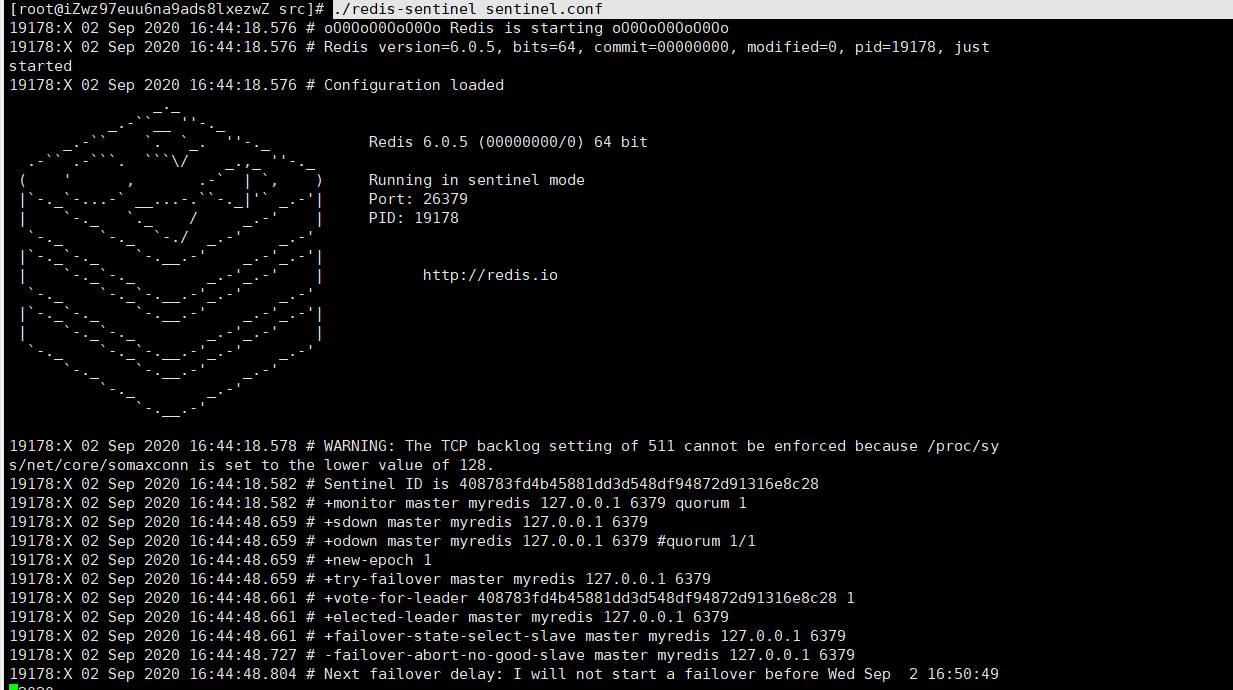 [root@iZwz97euu6na9ads8lxezwZ src]# ./redis-sentinel sentinel.conf
19178:X 02 Sep 2020 16:44:18.576 # oO0OoO0OoO0Oo Redis is starting oO0OoO0OoO0Oo
19178:X 02 Sep 2020 16:44:18.576 # Redis version=6.0.5, bits=64, commit=00000000, modified=0, pid=19178, just
started
19178:X 02 Sep 2020 16:44:18.576 # Configuration loaded
Redis 6.0.5 (00000000/0) 64 bit
Running in sentinel mode
Port: 26379
PID: 19178
http://redis.io
19178:X 02 Sep 2020 16:44:18.578 # WARNING: The TCP backlog setting of 511 cannot be enforced because /proc/sy
s/net/core/somaxconn is set to the lower value of 128.
19178:X 02 Sep 2020 16:44:18.582 # Sentinel ID is 408783fd4b45881dd3d548df94872d91316e8c28
19178:X 02 Sep 2020 16:44:18.582 # +monitor master myredis 127.0.0.1 6379 quorum 1
19178:X 02 Sep 2020 16:44:48.659 # +sdown master myredis 127.0.0.1 6379
19178:X 02 Sep 2020 16:44:48.659 # +odown master myredis 127.0.0.1 6379 #quorum 1/1
19178:X 02 Sep 2020 16:44:48.659 # +new-epoch 1
19178:X 02 Sep 2020 16:44:48.659 # +try-failover master myredis 127.0.0.1 6379
19178:X 02 Sep 2020 16:44:48.661 # +vote-for-leader 408783fd4b45881dd3d548df94872d91316e8c28 1
19178:X 02 Sep 2020 16:44:48.661 # +elected-leader master myredis 127.0.0.1 6379
19178:X 02 Sep 2020 16:44:48.661 # +failover-state-select-slave master myredis 127.0.0.1 6379
19178:X 02 Sep 2020 16:44:48.727 # -failover-abort-no-good-slave master myredis 127.0.0.1 6379
19178:X 02 Sep 2020 16:44:48.804 # Next failover delay: I will not start a failover before Wed Sep  2 16:50:49